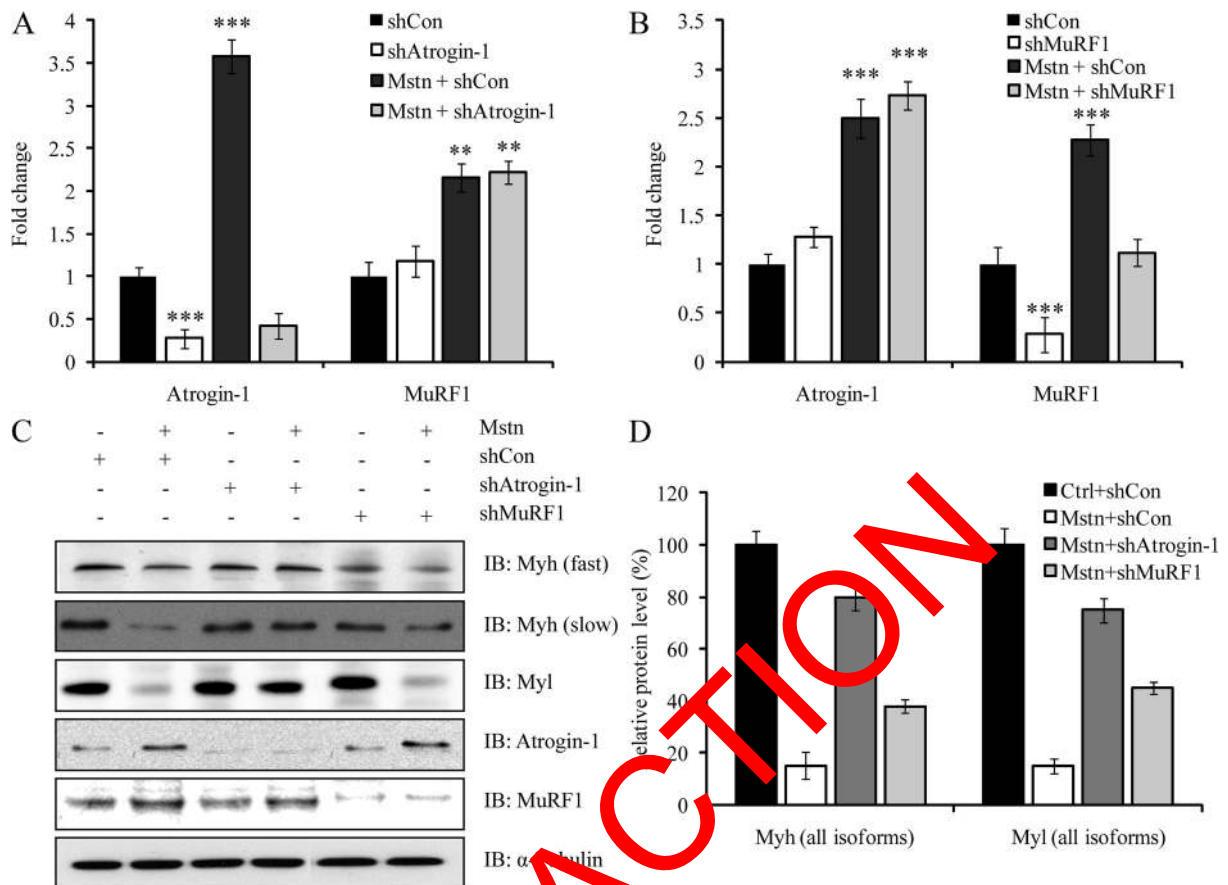 A
Fold change
4
3.5
3
2.5
2
1.5
1
0.5
0
***
***
**
**
shCon
shAtrogin-1
Mstn + shCon
Mstn + shAtrogin-1
Atrogin-1
MuRF1
B
Fold change
3.5
3
2.5
2
1.5
1
0.5
0
***
***
***
***
shCon
shMuRF1
Mstn + shCon
Mstn + shMuRF1
Atrogin-1
MuRF1
C
- + - + - + Mstn
+ + - - - - shCon
- - + + - - shAtrogin-1
- - - - + + shMuRF1
IB: Myh (fast)
IB: Myh (slow)
IB: Myl
IB: Atrogin-1
IB: MuRF1
IB: α-
bulin
D
elative protein level (%)
120
100
80
60
40
20
0
Ctrl+shCon
Mstn+shCon
Mstn+shAtrogin-1
Mstn+shMuRF1
Myh (all isoforms)
Myl (all isoforms)
ACTION